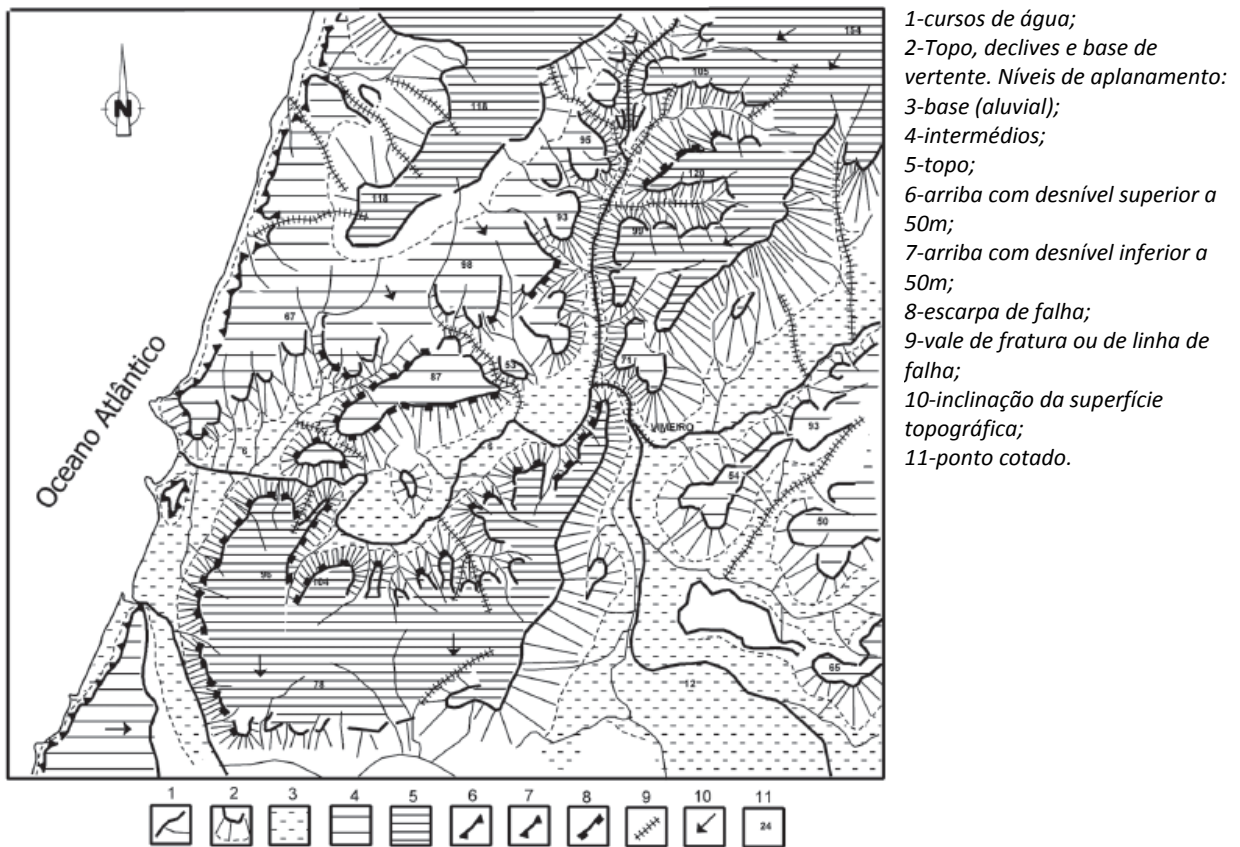 1-cursos de água;
2-Topo, declives e base de
vertente. Níveis de aplanamento:
3-base (aluvial);
4-intermédios;
5-topo;
6-arriba com desnível superior a
50m;
7-arriba com desnível inferior a
50m;
8-escarpa de falha;
9-vale de fratura ou de linha de
falha;
10-inclinação da superfície
topográfica;
11-ponto cotado.
N
105
118
95
120
118
93
99
98
67
53
87
71
Oceano Atlântico
VIMEIRO
93
6
54
50
96
104
65
78
12
1 2 3 4 5 6 7 8 9 10 11
24